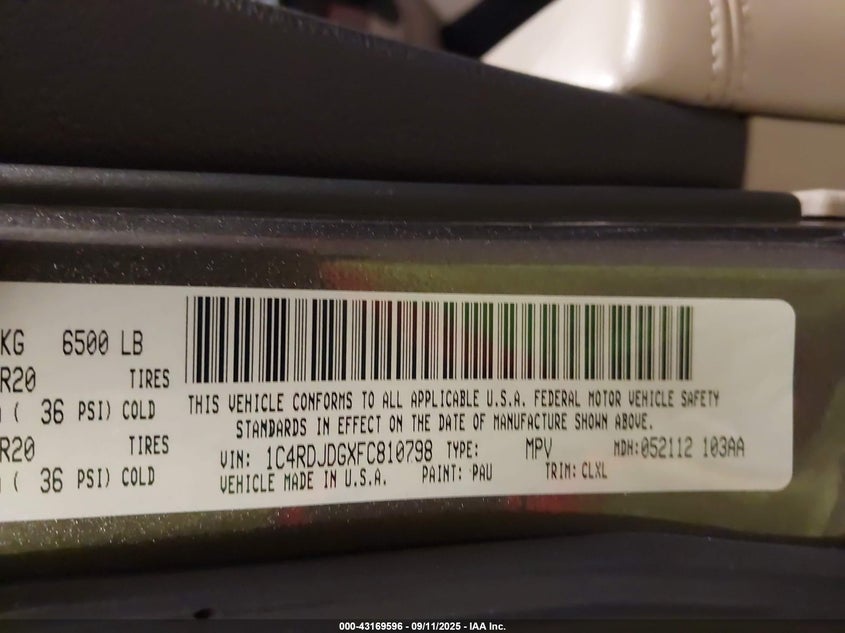 KG 6500 LB
R20 TIRES
( 36 PSI) COLD
R20 TIRES
( 36 PSI) COLD
THIS VEHICLE CONFORMS TO ALL APPLICABLE U.S.A. FEDERAL MOTOR VEHICLE SAFETY
STANDARDS IN EFFECT ON THE DATE OF MANUFACTURE SHOWN ABOVE.
VIN: 1C4RDJDGXFC810798 TYPE: MPV MDH:052112 103AA
VEHICLE MADE IN U.S.A. PAINT: PAU TRIM: CLXL
000-43169596 - 09/11/2025 - IAA Inc.